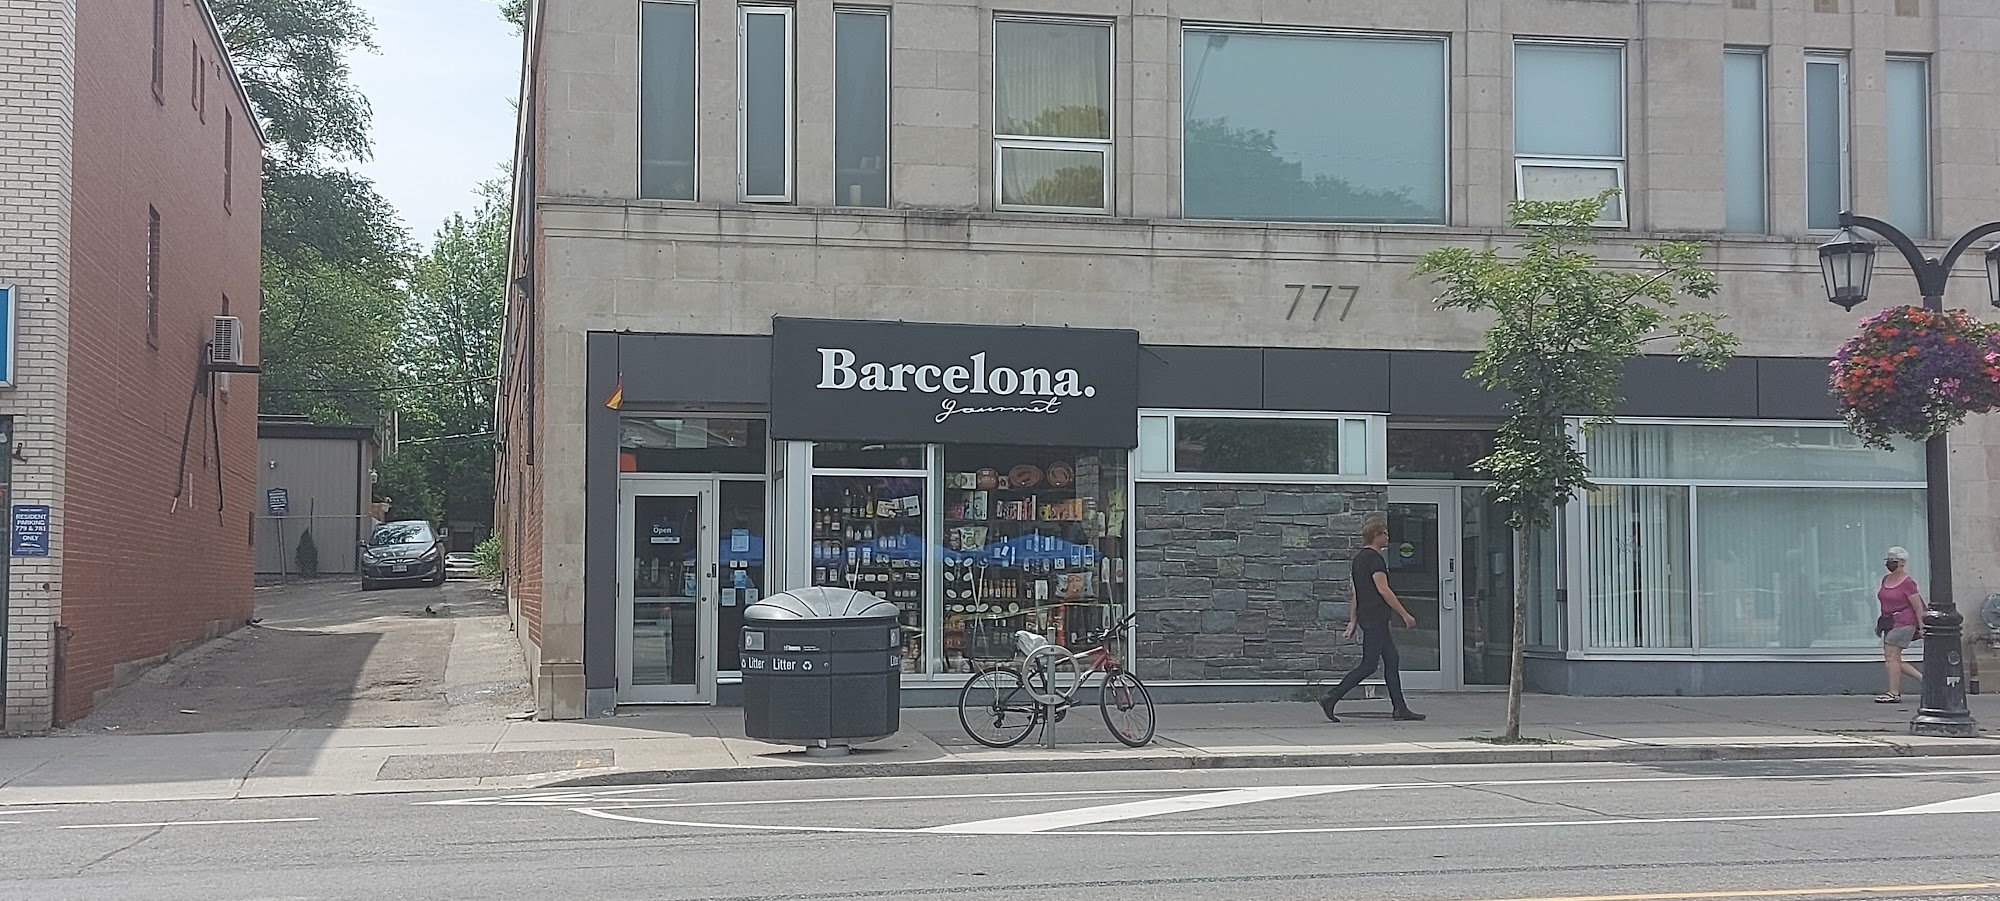 777
Barcelona.
gourmet
Open
RESIDENT
PARKING
779 & 781
ONLY
Litter
Litter